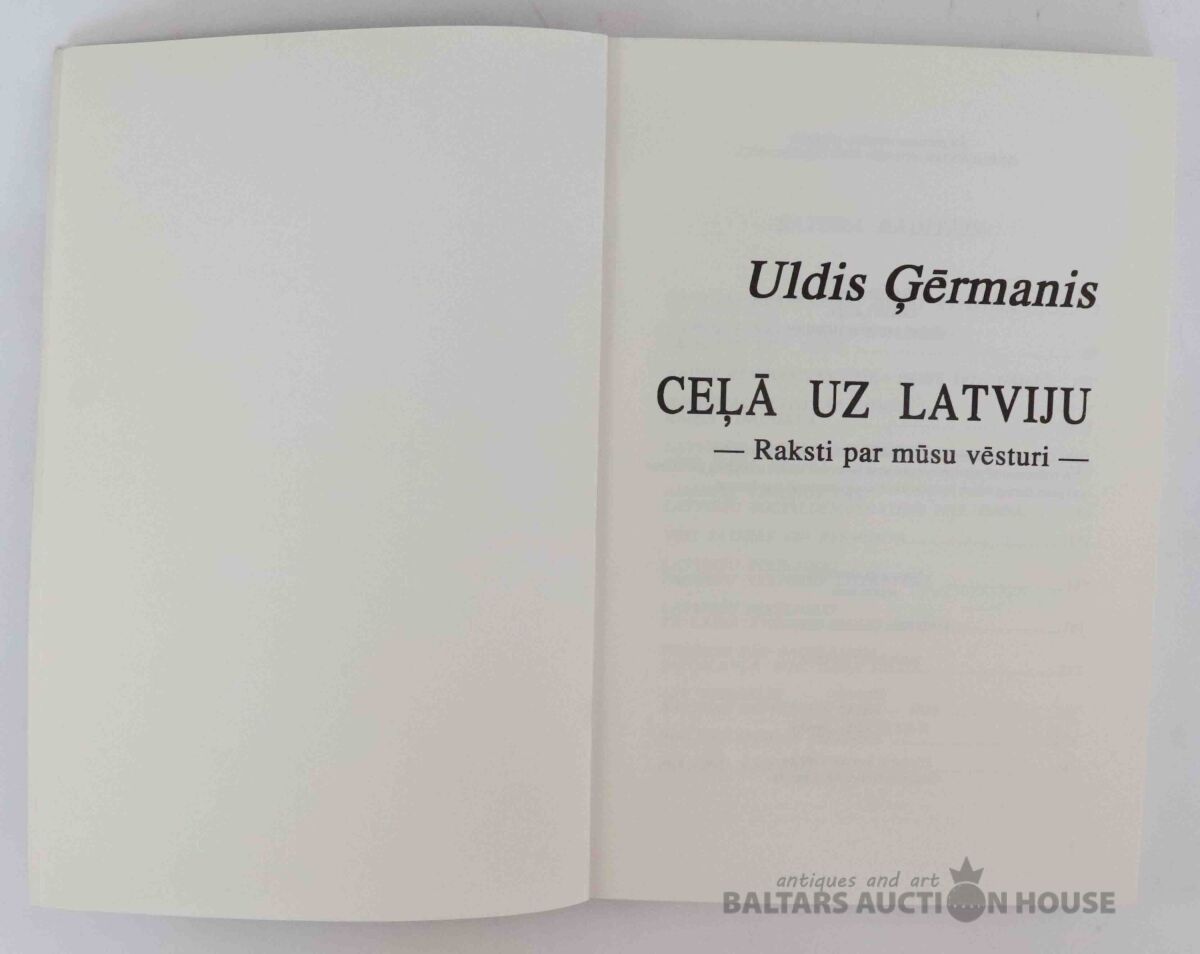 Uldis Ģērmanis
CEĻĀ UZ LATVIJU
— Raksti par mūsu vēsturi —
antiques and art
BALTARS AUCTION HOUSE